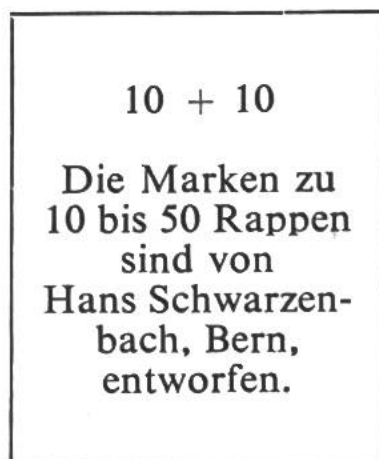 10 + 10
Die Marken zu
10 bis 50 Rappen
sind von
Hans Schwarzen-
bach, Bern,
entworfen.